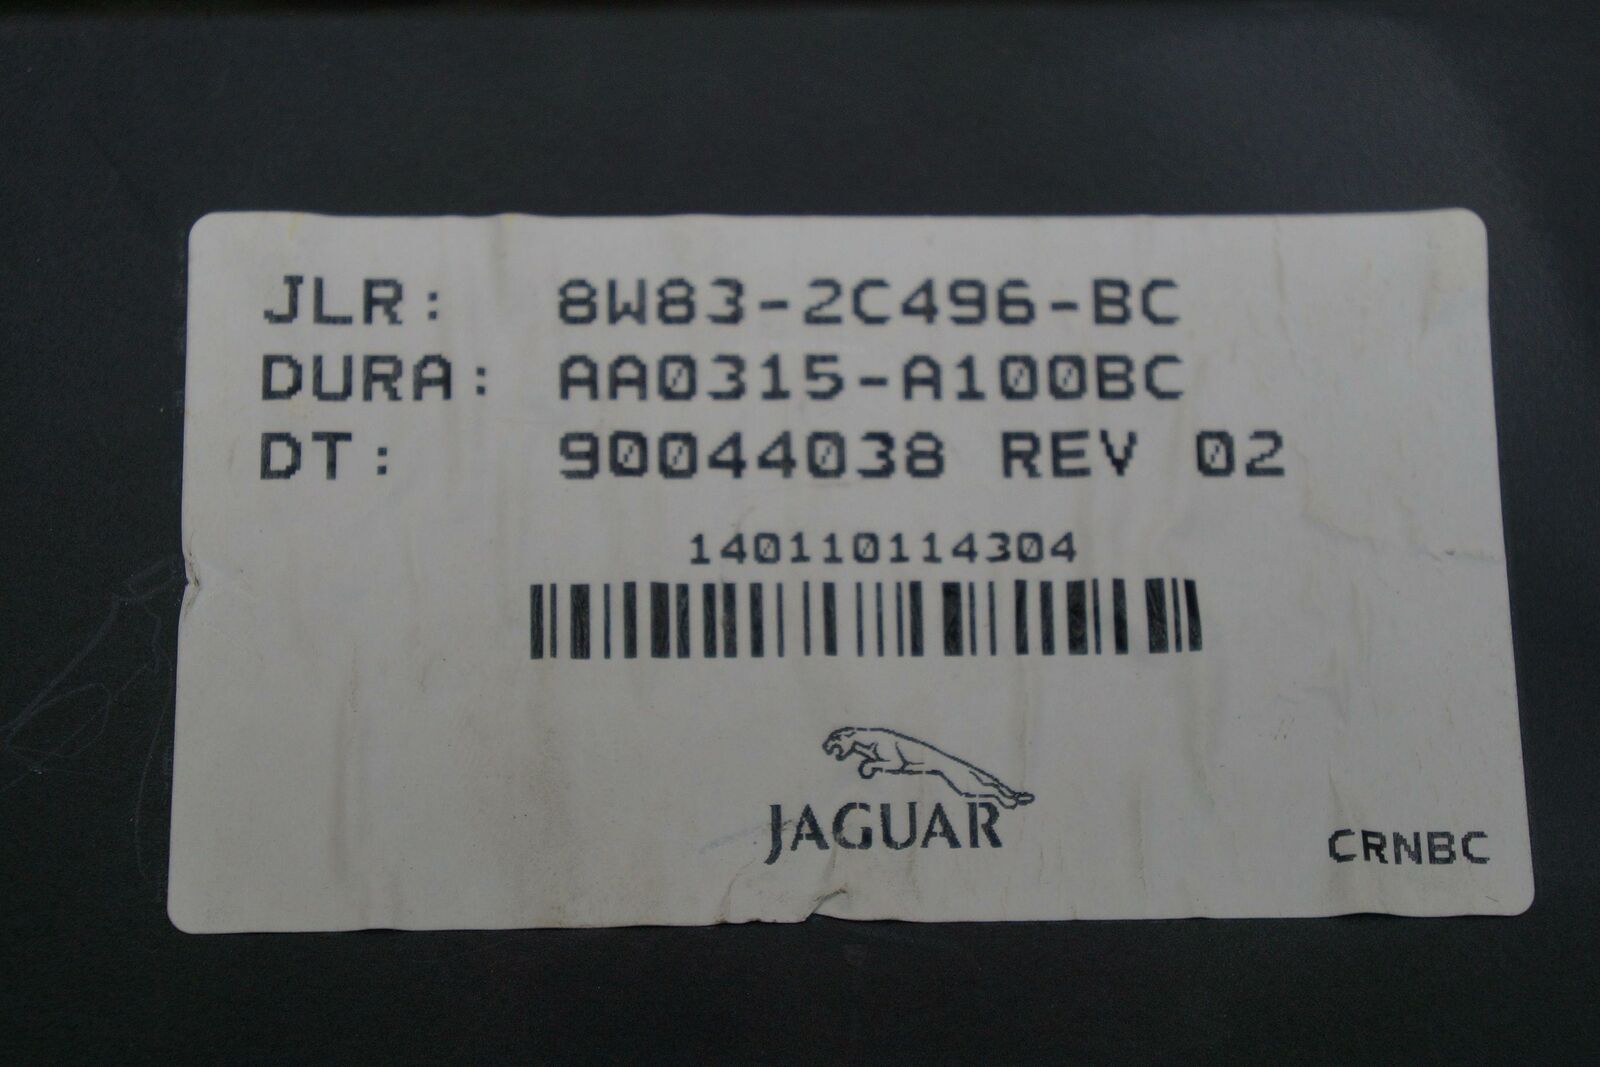 JLR: 8W83-2C496-BC
DURA: AA0315-A100BC
DT: 90044038 REV 02
140110114304
JAGUAR
CRNBC